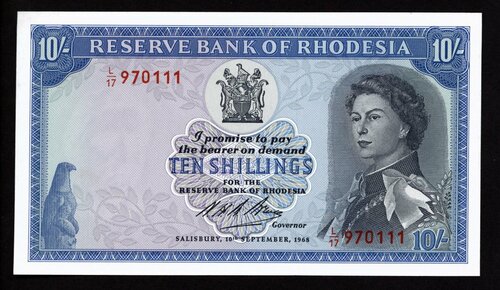 10/- RESERVE BANK OF RHODESIA 10/-
L/17 970111
I promise to pay
the bearer on demand
TEN SHILLINGS
FOR THE
RESERVE BANK OF RHODESIA
Governor
SALISBURY, 10TH SEPTEMBER, 1968
L/17 970111
10/-